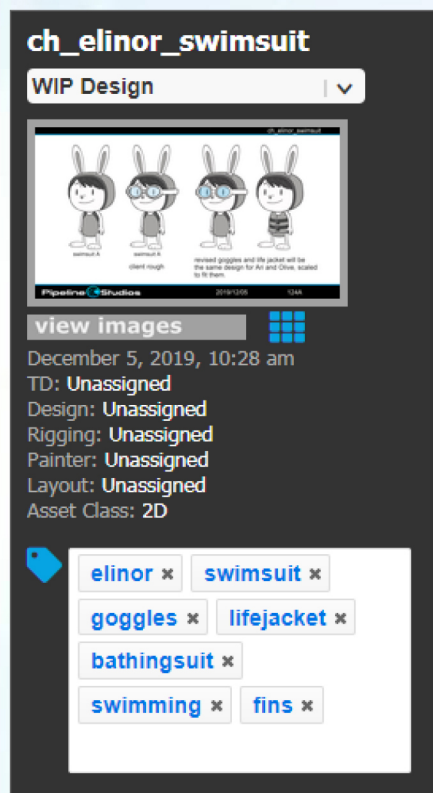 ch_elinor_swimsuit
WIP Design
ch_elinor_swimsuit
swimsuit A
swimsuit A
client rough
revised goggles and life jacket will be
the same design for Ari and Olive, scaled
to fit them.
Pipeline Studios 2019/12/05 124A
view images
December 5, 2019, 10:28 am
TD: Unassigned
Design: Unassigned
Rigging: Unassigned
Painter: Unassigned
Layout: Unassigned
Asset Class: 2D
elinor × swimsuit ×
goggles × lifejacket ×
bathingsuit ×
swimming × fins ×